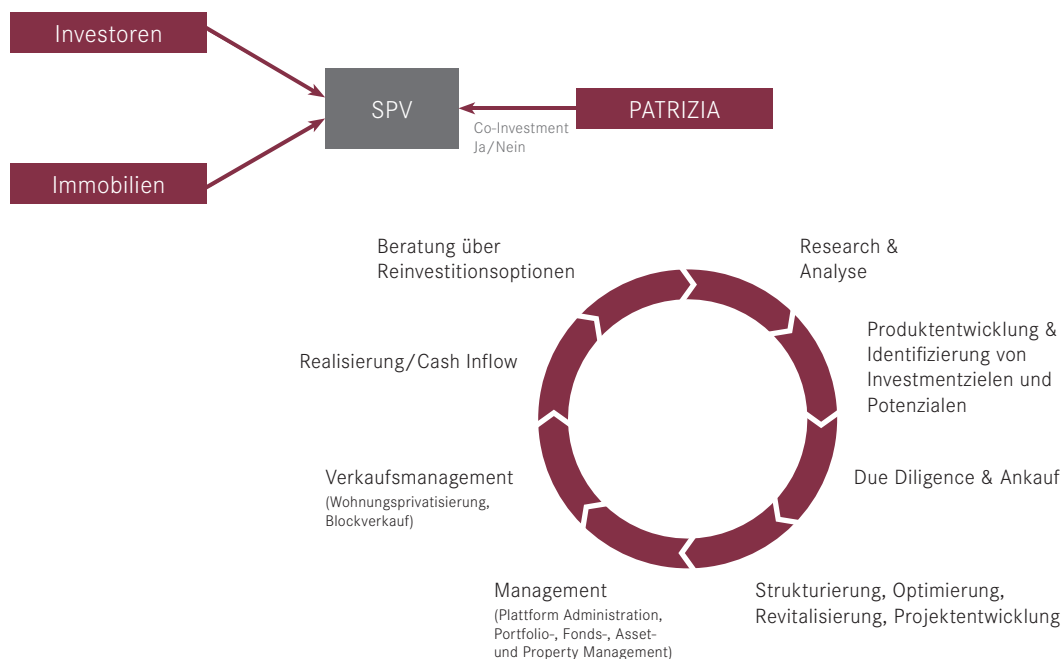 Investoren
SPV
PATRIZIA
Co-Investment
Ja/Nein
Immobilien
Beratung über
Reinvestitionsoptionen
Research &
Analyse
Produktentwicklung &
Identifizierung von
Investmentzielen und
Potenzialen
Realisierung/Cash Inflow
Verkaufsmanagement
(Wohnungsprivatisierung,
Blockverkauf)
Due Diligence & Ankauf
Management
(Plattform Administration,
Portfolio-, Fonds-, Asset-
und Property Management)
Strukturierung, Optimierung,
Revitalisierung, Projektentwicklung